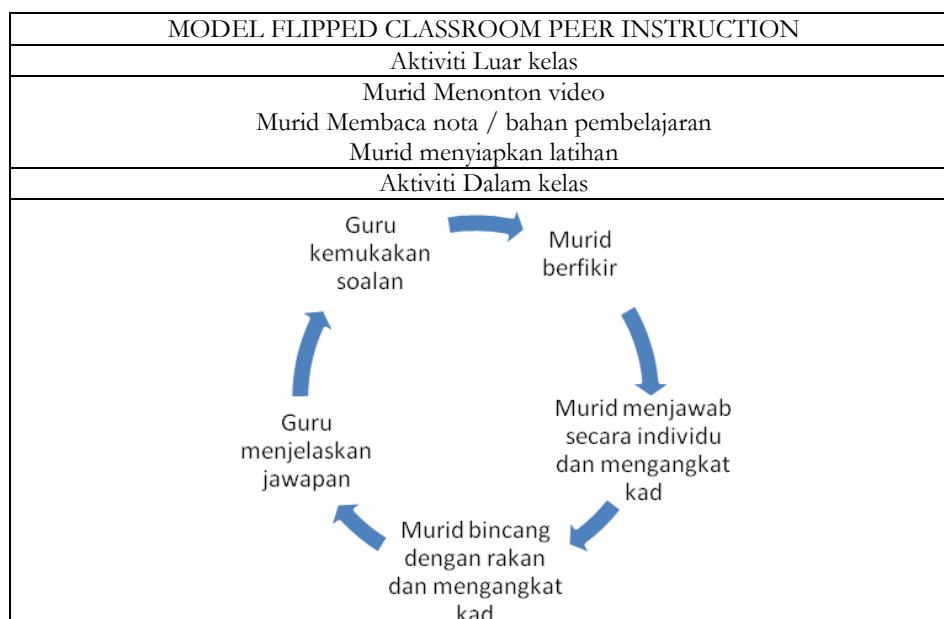 MODEL FLIPPED CLASSROOM PEER INSTRUCTION
Aktiviti Luar kelas
Murid Menonton video
Murid Membaca nota / bahan pembelajaran
Murid menyiapkan latihan
Aktiviti Dalam kelas
Guru
kemukakan
soalan
Murid
berfikir
Murid menjawab
secara individu
dan mengangkat
kad
Murid bincang
dengan rakan
dan mengangkat
kad
Guru
menjelaskan
jawapan